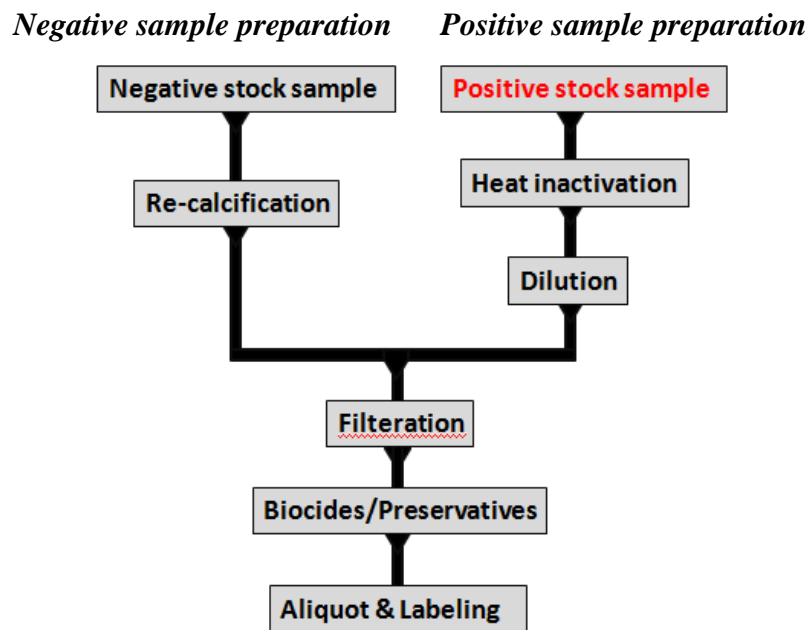 Negative sample preparation
Positive sample preparation
Negative stock sample
Positive stock sample
Re-calcification
Heat inactivation
Dilution
Filteration
Biocides/Preservatives
Aliquot & Labeling